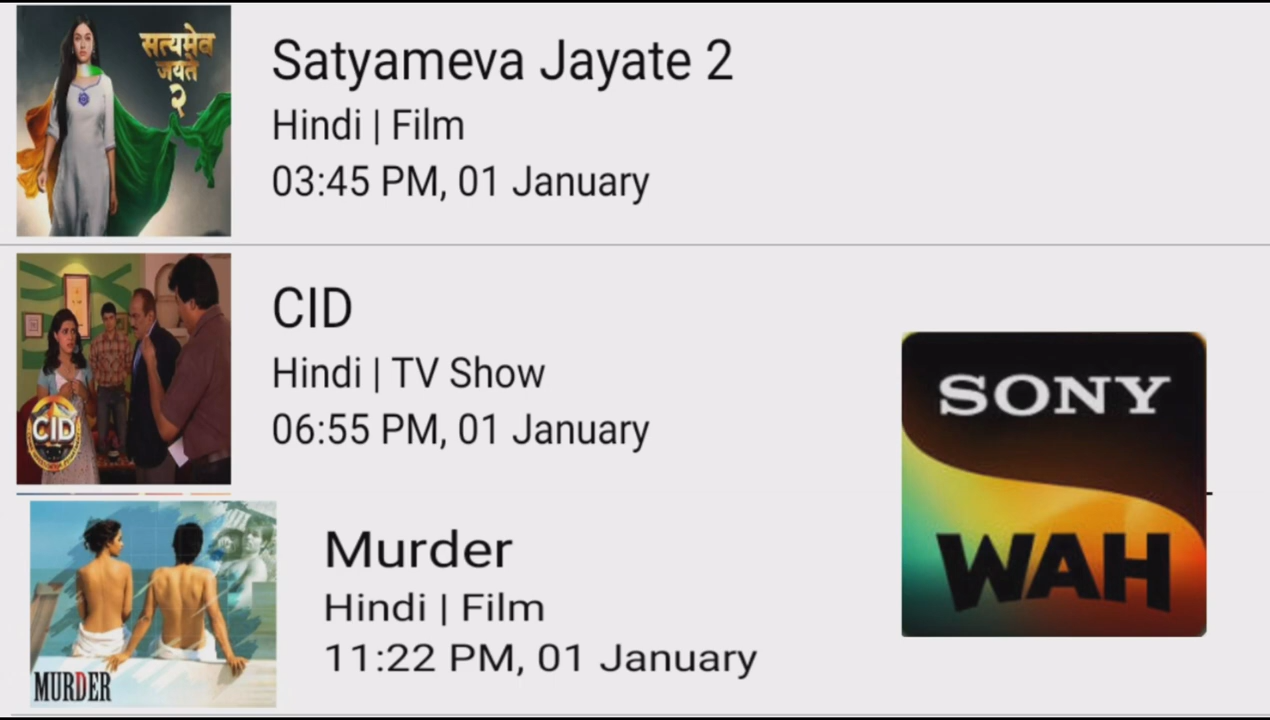 सत्यमेव
जयते
२
Satyameva Jayate 2
Hindi | Film
03:45 PM, 01 January
CID
CID
Hindi | TV Show
06:55 PM, 01 January
SONY
WAH
MURDER
Murder
Hindi | Film
11:22 PM, 01 January